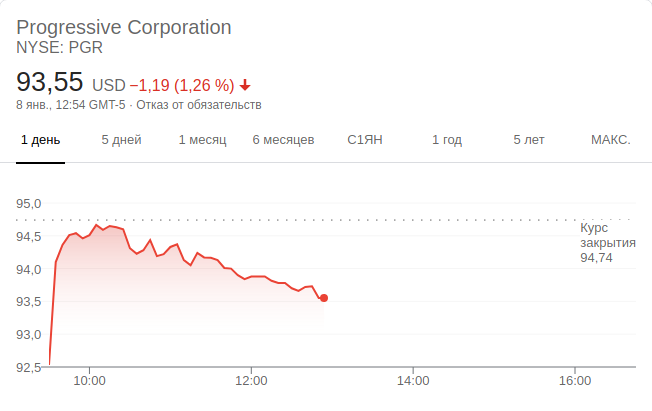 Progressive Corporation
NYSE: PGR
93,55 USD −1,19 (1,26 %)
8 янв., 12:54 GMT-5 · Отказ от обязательств
1 день 5 дней 1 месяц 6 месяцев С1ЯН 1 год 5 лет МАКС.
95,0
Курс
94,5
закрытия
94,74
94,0
93,5
93,0
92,5
10:00 12:00 14:00 16:00